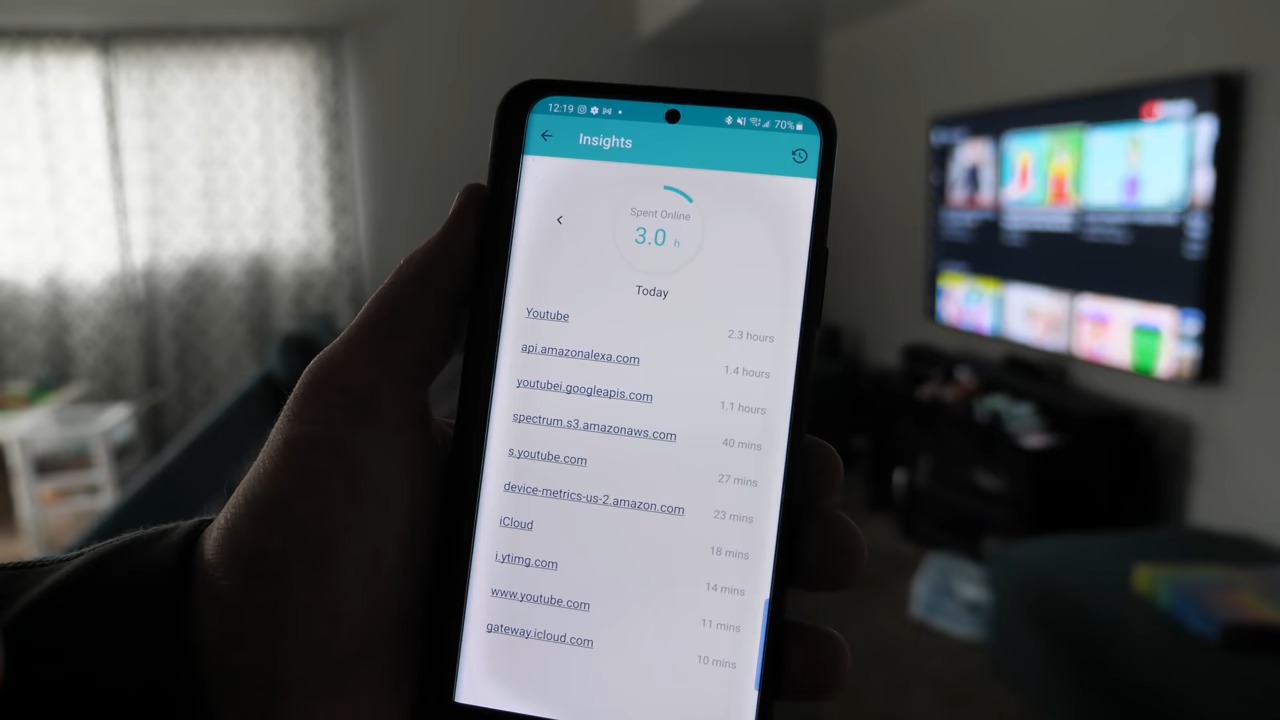 12:19 70%
Insights
Spent Online
3.0 h
Today
Youtube 2.3 hours
api.amazonalexa.com 1.4 hours
youtubei.googleapis.com 1.1 hours
spectrum.s3.amazonaws.com 40 mins
s.youtube.com 27 mins
device-metrics-us-2.amazon.com 23 mins
iCloud 18 mins
i.ytimg.com 14 mins
www.youtube.com 11 mins
gateway.icloud.com 10 mins